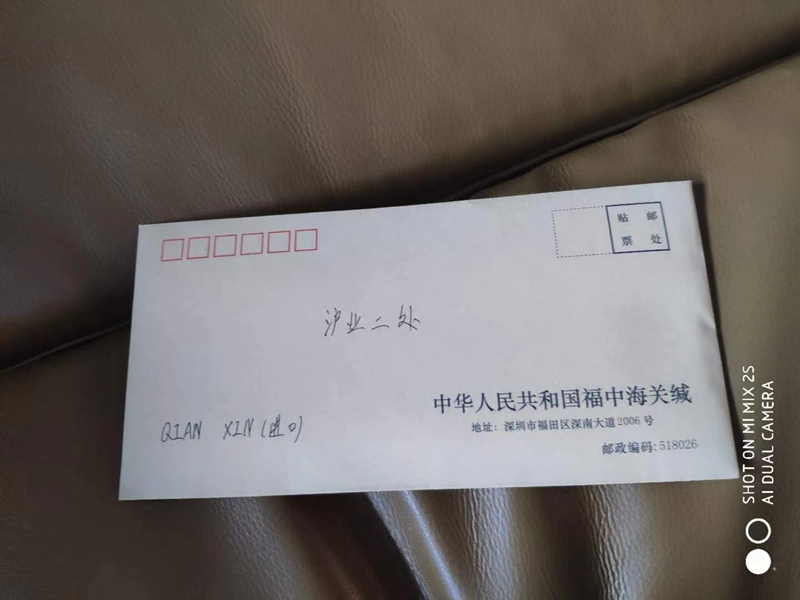 贴 邮
票 处
沪业二处
中华人民共和国福中海关缄
地址：深圳市福田区深南大道2006号
邮政编码：518026
QIAN XIN (进口)
SHOT ON MI MIX 2S
AI DUAL CAMERA